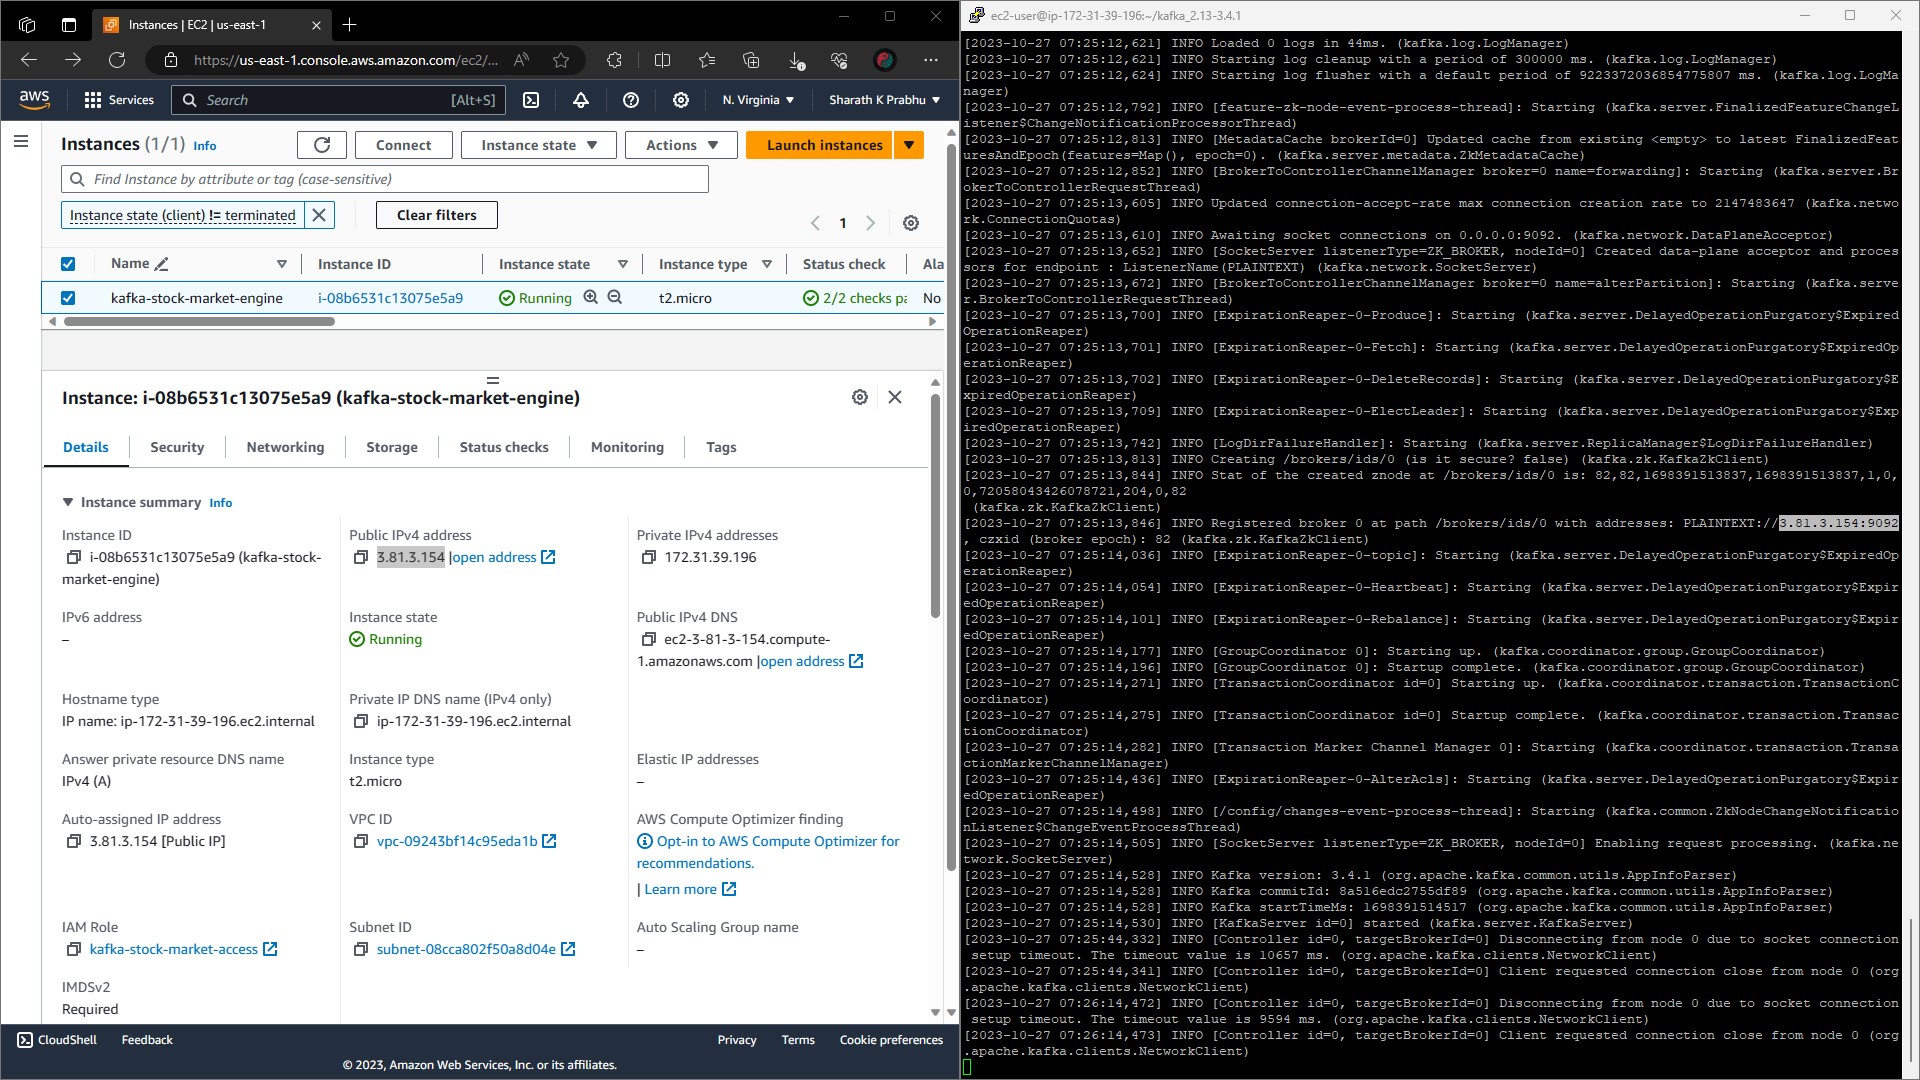 Instances | EC2 | us-east-1
https://us-east-1.console.aws.amazon.com/ec2/...
aws
Services
Search
[Alt+S]
N. Virginia
Sharath K Prabhu
Instances (1/1) Info
Connect
Instance state
Actions
Launch instances
Find Instance by attribute or tag (case-sensitive)
Instance state (client) != terminated
Clear filters
1
Name
Instance ID
Instance state
Instance type
Status check
Ala
kafka-stock-market-engine
i-08b6531c13075e5a9
Running
t2.micro
2/2 checks pa
No
Instance: i-08b6531c13075e5a9 (kafka-stock-market-engine)
Details
Security
Networking
Storage
Status checks
Monitoring
Tags
Instance summary Info
Instance ID
i-08b6531c13075e5a9 (kafka-stock-
market-engine)
Public IPv4 address
3.81.3.154 |open address
Private IPv4 addresses
172.31.39.196
IPv6 address
–
Instance state
Running
Public IPv4 DNS
ec2-3-81-3-154.compute-
1.amazonaws.com |open address
Hostname type
IP name: ip-172-31-39-196.ec2.internal
Private IP DNS name (IPv4 only)
ip-172-31-39-196.ec2.internal
Answer private resource DNS name
IPv4 (A)
Instance type
t2.micro
Elastic IP addresses
–
Auto-assigned IP address
3.81.3.154 [Public IP]
VPC ID
vpc-09243bf14c95eda1b
AWS Compute Optimizer finding
Opt-in to AWS Compute Optimizer for
recommendations.
| Learn more
IAM Role
kafka-stock-market-access
Subnet ID
subnet-08cca802f50a8d04e
Auto Scaling Group name
–
IMDSv2
Required
CloudShell
Feedback
Privacy
Terms
Cookie preferences
© 2023, Amazon Web Services, Inc. or its affiliates.
ec2-user@ip-172-31-39-196:~/kafka_2.13-3.4.1
[2023-10-27 07:25:12,621] INFO Loaded 0 logs in 44ms. (kafka.log.LogManager)
[2023-10-27 07:25:12,621] INFO Starting log cleanup with a period of 300000 ms. (kafka.log.LogManager)
[2023-10-27 07:25:12,624] INFO Starting log flusher with a default period of 9223372036854775807 ms. (kafka.log.LogMa
nager)
[2023-10-27 07:25:12,792] INFO [feature-zk-node-event-process-thread]: Starting (kafka.server.FinalizedFeatureChangeL
istener$ChangeNotificationProcessorThread)
[2023-10-27 07:25:12,813] INFO [MetadataCache brokerId=0] Updated cache from existing <empty> to latest FinalizedFeat
uresAndEpoch(features=Map(), epoch=0). (kafka.server.metadata.ZkMetadataCache)
[2023-10-27 07:25:12,852] INFO [BrokerToControllerChannelManager broker=0 name=forwarding]: Starting (kafka.server.Br
okerToControllerRequestThread)
[2023-10-27 07:25:13,605] INFO Updated connection-accept-rate max connection creation rate to 2147483647 (kafka.netwo
rk.ConnectionQuotas)
[2023-10-27 07:25:13,610] INFO Awaiting socket connections on 0.0.0.0:9092. (kafka.network.DataPlaneAcceptor)
[2023-10-27 07:25:13,652] INFO [SocketServer listenerType=ZK_BROKER, nodeId=0] Created data-plane acceptor and proces
sors for endpoint : ListenerName(PLAINTEXT) (kafka.network.SocketServer)
[2023-10-27 07:25:13,672] INFO [BrokerToControllerChannelManager broker=0 name=alterPartition]: Starting (kafka.serve
r.BrokerToControllerRequestThread)
[2023-10-27 07:25:13,700] INFO [ExpirationReaper-0-Produce]: Starting (kafka.server.DelayedOperationPurgatory$Expired
OperationReaper)
[2023-10-27 07:25:13,701] INFO [ExpirationReaper-0-Fetch]: Starting (kafka.server.DelayedOperationPurgatory$ExpiredOp
erationReaper)
[2023-10-27 07:25:13,702] INFO [ExpirationReaper-0-DeleteRecords]: Starting (kafka.server.DelayedOperationPurgatory$E
xpiredOperationReaper)
[2023-10-27 07:25:13,709] INFO [ExpirationReaper-0-ElectLeader]: Starting (kafka.server.DelayedOperationPurgatory$Exp
iredOperationReaper)
[2023-10-27 07:25:13,742] INFO [LogDirFailureHandler]: Starting (kafka.server.ReplicaManager$LogDirFailureHandler)
[2023-10-27 07:25:13,813] INFO Creating /brokers/ids/0 (is it secure? false) (kafka.zk.KafkaZkClient)
[2023-10-27 07:25:13,844] INFO Stat of the created znode at /brokers/ids/0 is: 82,82,1698391513837,1698391513837,1,0,
0,72058043426078721,204,0,82
(kafka.zk.KafkaZkClient)
[2023-10-27 07:25:13,846] INFO Registered broker 0 at path /brokers/ids/0 with addresses: PLAINTEXT://3.81.3.154:9092
, czxid (broker epoch): 82 (kafka.zk.KafkaZkClient)
[2023-10-27 07:25:14,036] INFO [ExpirationReaper-0-topic]: Starting (kafka.server.DelayedOperationPurgatory$ExpiredOp
erationReaper)
[2023-10-27 07:25:14,054] INFO [ExpirationReaper-0-Heartbeat]: Starting (kafka.server.DelayedOperationPurgatory$Expir
edOperationReaper)
[2023-10-27 07:25:14,101] INFO [ExpirationReaper-0-Rebalance]: Starting (kafka.server.DelayedOperationPurgatory$Expir
edOperationReaper)
[2023-10-27 07:25:14,177] INFO [GroupCoordinator 0]: Starting up. (kafka.coordinator.group.GroupCoordinator)
[2023-10-27 07:25:14,196] INFO [GroupCoordinator 0]: Startup complete. (kafka.coordinator.group.GroupCoordinator)
[2023-10-27 07:25:14,271] INFO [TransactionCoordinator id=0] Starting up. (kafka.coordinator.transaction.TransactionC
oordinator)
[2023-10-27 07:25:14,275] INFO [TransactionCoordinator id=0] Startup complete. (kafka.coordinator.transaction.Transac
tionCoordinator)
[2023-10-27 07:25:14,282] INFO [Transaction Marker Channel Manager 0]: Starting (kafka.coordinator.transaction.Transa
ctionMarkerChannelManager)
[2023-10-27 07:25:14,436] INFO [ExpirationReaper-0-AlterAcls]: Starting (kafka.server.DelayedOperationPurgatory$Expir
edOperationReaper)
[2023-10-27 07:25:14,498] INFO [/config/changes-event-process-thread]: Starting (kafka.common.ZkNodeChangeNotificatio
nListener$ChangeEventProcessThread)
[2023-10-27 07:25:14,505] INFO [SocketServer listenerType=ZK_BROKER, nodeId=0] Enabling request processing. (kafka.ne
twork.SocketServer)
[2023-10-27 07:25:14,528] INFO Kafka version: 3.4.1 (org.apache.kafka.common.utils.AppInfoParser)
[2023-10-27 07:25:14,528] INFO Kafka commitId: 8a516edc2755df89 (org.apache.kafka.common.utils.AppInfoParser)
[2023-10-27 07:25:14,528] INFO Kafka startTimeMs: 1698391514517 (org.apache.kafka.common.utils.AppInfoParser)
[2023-10-27 07:25:14,530] INFO [KafkaServer id=0] started (kafka.server.KafkaServer)
[2023-10-27 07:25:44,332] INFO [Controller id=0, targetBrokerId=0] Disconnecting from node 0 due to socket connection
setup timeout. The timeout value is 10657 ms. (org.apache.kafka.clients.NetworkClient)
[2023-10-27 07:25:44,341] INFO [Controller id=0, targetBrokerId=0] Client requested connection close from node 0 (org
.apache.kafka.clients.NetworkClient)
[2023-10-27 07:26:14,472] INFO [Controller id=0, targetBrokerId=0] Disconnecting from node 0 due to socket connection
setup timeout. The timeout value is 9594 ms. (org.apache.kafka.clients.NetworkClient)
[2023-10-27 07:26:14,473] INFO [Controller id=0, targetBrokerId=0] Client requested connection close from node 0 (org
.apache.kafka.clients.NetworkClient)